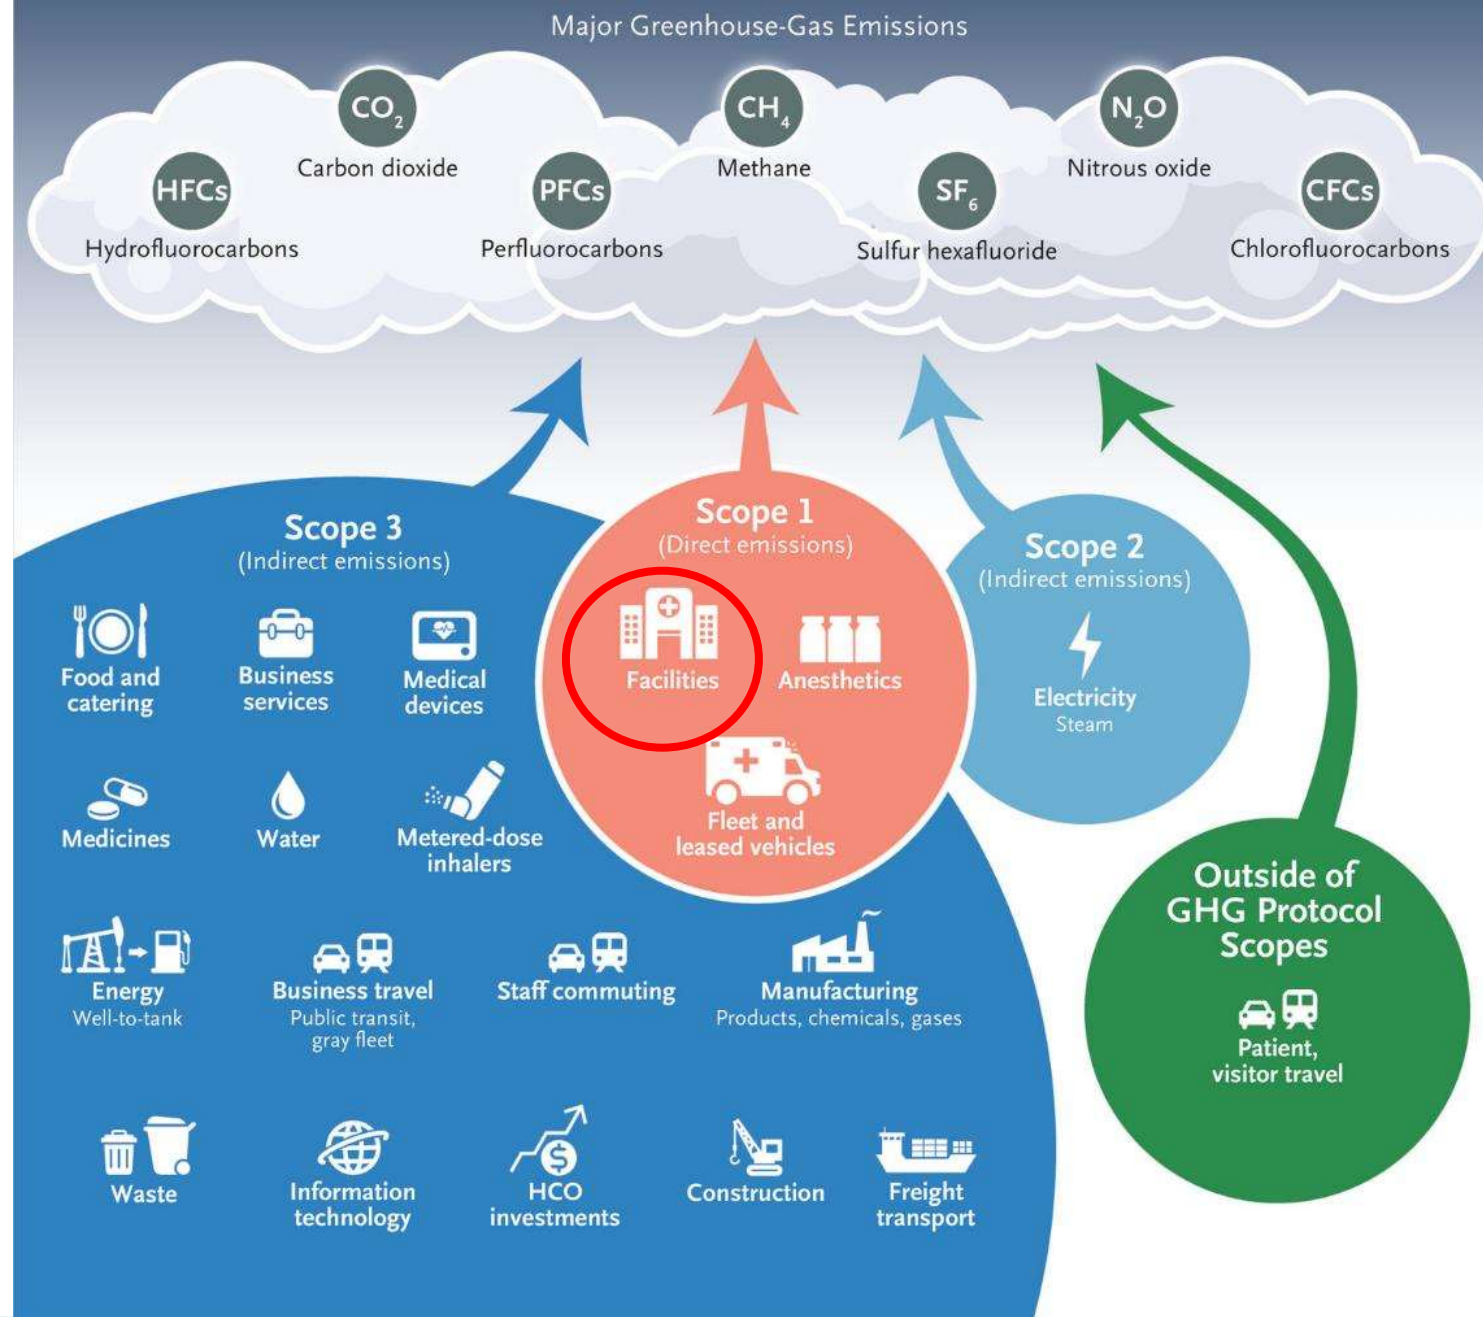 Major Greenhouse-Gas Emissions
CO₂
Carbon dioxide
CH₄
Methane
N₂O
Nitrous oxide
HFCs
Hydrofluorocarbons
PFCs
Perfluorocarbons
SF₆
Sulfur hexafluoride
CFCs
Chlorofluorocarbons
Scope 3
(Indirect emissions)
Food and
catering
Business
services
Medical
devices
Medicines
Water
Metered-dose
inhalers
Energy
Well-to-tank
Business travel
Public transit,
gray fleet
Staff commuting
Manufacturing
Products, chemicals, gases
Waste
Information
technology
HCO
investments
Construction
Freight
transport
Scope 1
(Direct emissions)
Facilities
Anesthetics
Fleet and
leased vehicles
Scope 2
(Indirect emissions)
Electricity
Steam
Outside of
GHG Protocol
Scopes
Patient,
visitor travel